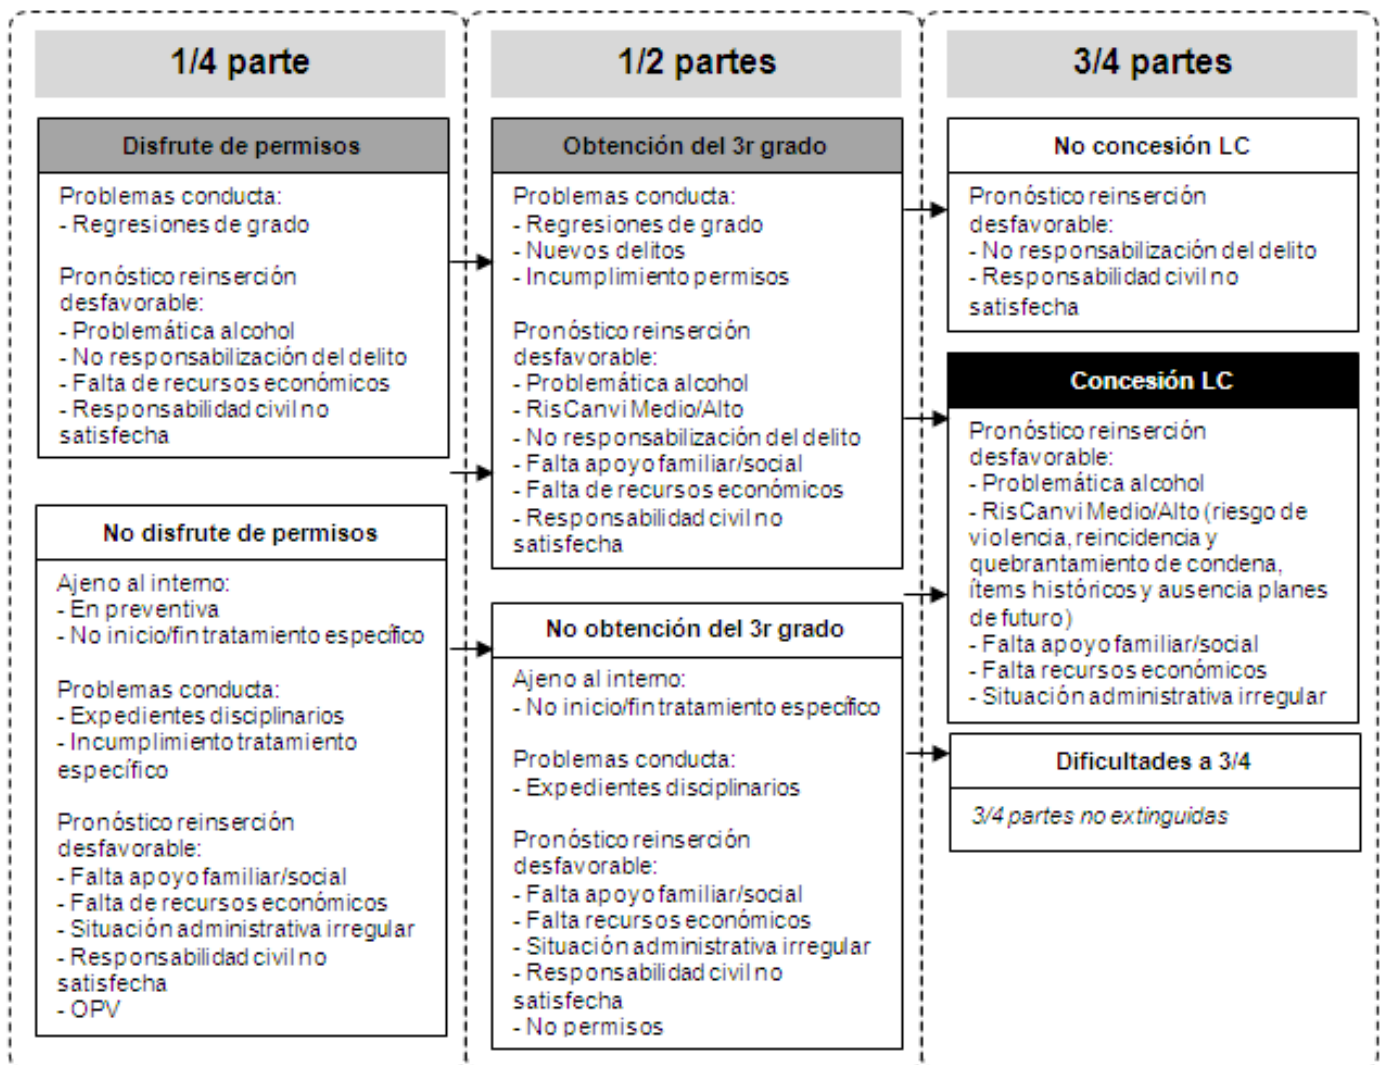 1/4 parte
Disfrute de permisos
Problemas conducta:
- Regresiones de grado
Pronóstico reinserción
desfavorable:
- Problemática alcohol
- No responsabilización del delito
- Falta de recursos económicos
- Responsabilidad civil no
satisfecha
No disfrute de permisos
Ajeno al interno:
- En preventiva
- No inicio/fin tratamiento específico
Problemas conducta:
- Expedientes disciplinarios
- Incumplimiento tratamiento
específico
Pronóstico reinserción
desfavorable:
- Falta apoyo familiar/social
- Falta de recursos económicos
- Situación administrativa irregular
- Responsabilidad civil no
satisfecha
- OPV
1/2 partes
Obtención del 3r grado
Problemas conducta:
- Regresiones de grado
- Nuevos delitos
- Incumplimiento permisos
Pronóstico reinserción
desfavorable:
- Problemática alcohol
- RisCanvi Medio/Alto
- No responsabilización del delito
- Falta apoyo familiar/social
- Falta de recursos económicos
- Responsabilidad civil no
satisfecha
No obtención del 3r grado
Ajeno al interno:
- No inicio/fin tratamiento específico
Problemas conducta:
- Expedientes disciplinarios
Pronóstico reinserción
desfavorable:
- Falta apoyo familiar/social
- Falta recursos económicos
- Situación administrativa irregular
- Responsabilidad civil no
satisfecha
- No permisos
3/4 partes
No concesión LC
Pronóstico reinserción
desfavorable:
- No responsabilización del delito
- Responsabilidad civil no
satisfecha
Concesión LC
Pronóstico reinserción
desfavorable:
- Problemática alcohol
- RisCanvi Medio/Alto (riesgo de
violencia, reincidencia y
quebrantamiento de condena,
ítems históricos y ausencia planes
de futuro)
- Falta apoyo familiar/social
- Falta recursos económicos
- Situación administrativa irregular
Dificultades a 3/4
3/4 partes no extinguidas